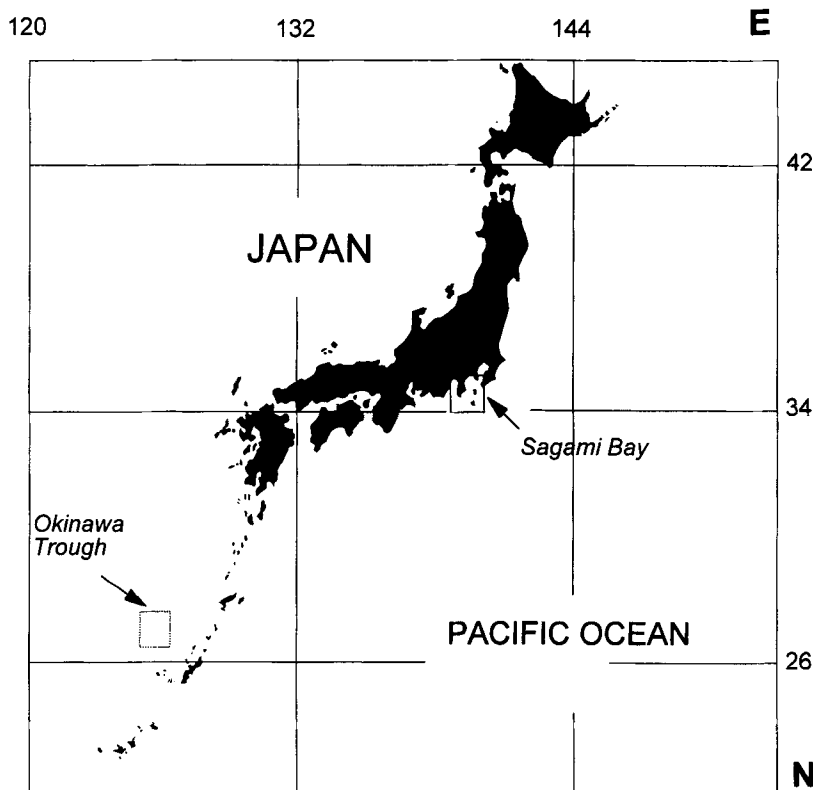 120
132
144
E
42
JAPAN
34
Sagami Bay
Okinawa
Trough
PACIFIC OCEAN
26
N